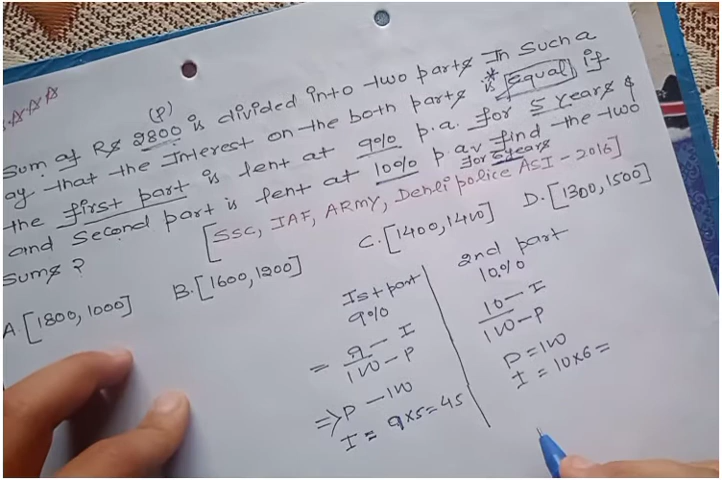 (P)
Sum of Rs 2800 is divided into two parts In Such a
ay that the Interest on the both parts is Equal if
the first part is lent at 9% p.a. for 5 years &
and Second part is lent at 10% p.a find the two
for 6 years
Sums ?
[SSC, IAF, ARMY, Delhi police ASI - 2016]
A. [1800, 1000] B. [1600, 1200] C. [1400, 1400] D. [1300, 1500]
Ist part
9%
= 9 - I
100 - P
⇒ P - 100
I = 9×5 = 45
2nd part
10%
10 - I
100 - P
P = 100
I = 10×6 =